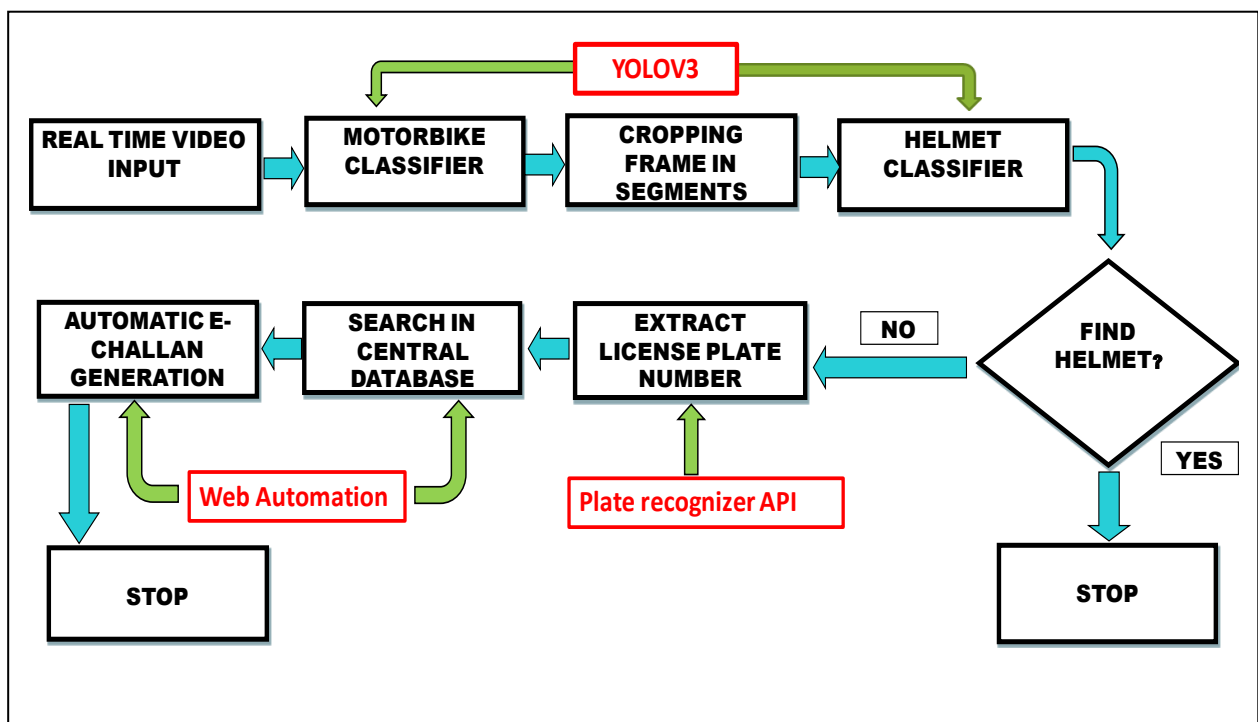 YOLOV3
REAL TIME VIDEO
INPUT
MOTORBIKE
CLASSIFIER
CROPPING
FRAME IN
SEGMENTS
HELMET
CLASSIFIER
FIND
HELMET?
NO
YES
EXTRACT
LICENSE PLATE
NUMBER
SEARCH IN
CENTRAL
DATABASE
AUTOMATIC E-
CHALLAN
GENERATION
Web Automation
Plate recognizer API
STOP
STOP